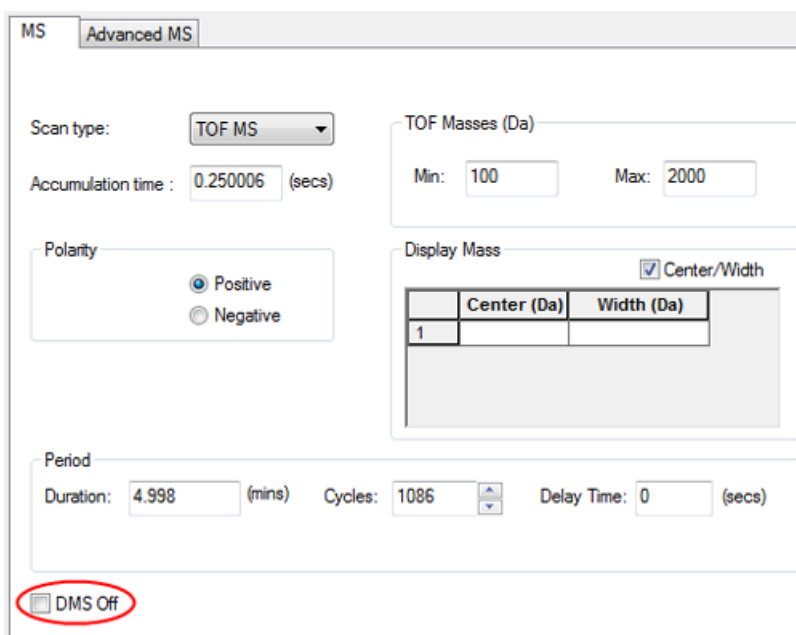 MS Advanced MS
Scan type: TOF MS
Accumulation time : 0.250006 (secs)
TOF Masses (Da)
Min: 100 Max: 2000
Polarity
Positive
Negative
Display Mass
Center/Width
Center (Da) Width (Da)
1
Period
Duration: 4.998 (mins) Cycles: 1086 Delay Time: 0 (secs)
DMS Off